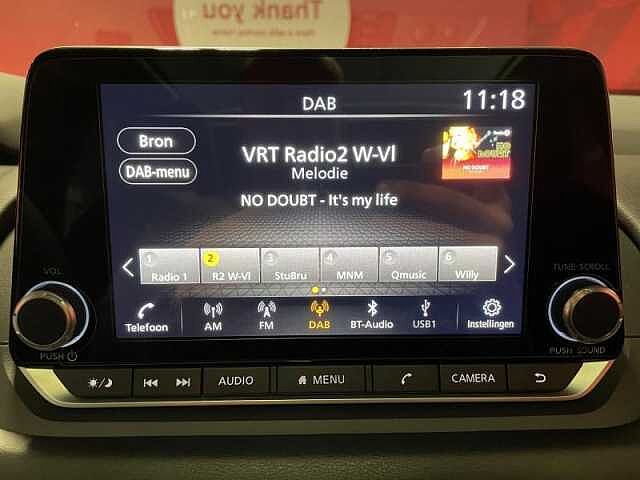 Thank you
DAB
11:18
Bron
DAB-menu
VRT Radio2 W-Vl
Melodie
NO DOUBT - It's my life
NO DOUBT
1 Radio 1
2 R2 W-Vl
3 StuBru
4 MNM
5 Qmusic
6 Willy
Telefoon
AM
FM
DAB
BT-Audio
USB1
Instellingen
VOL
PUSH
TUNE·SCROLL
PUSH SOUND
AUDIO
MENU
CAMERA